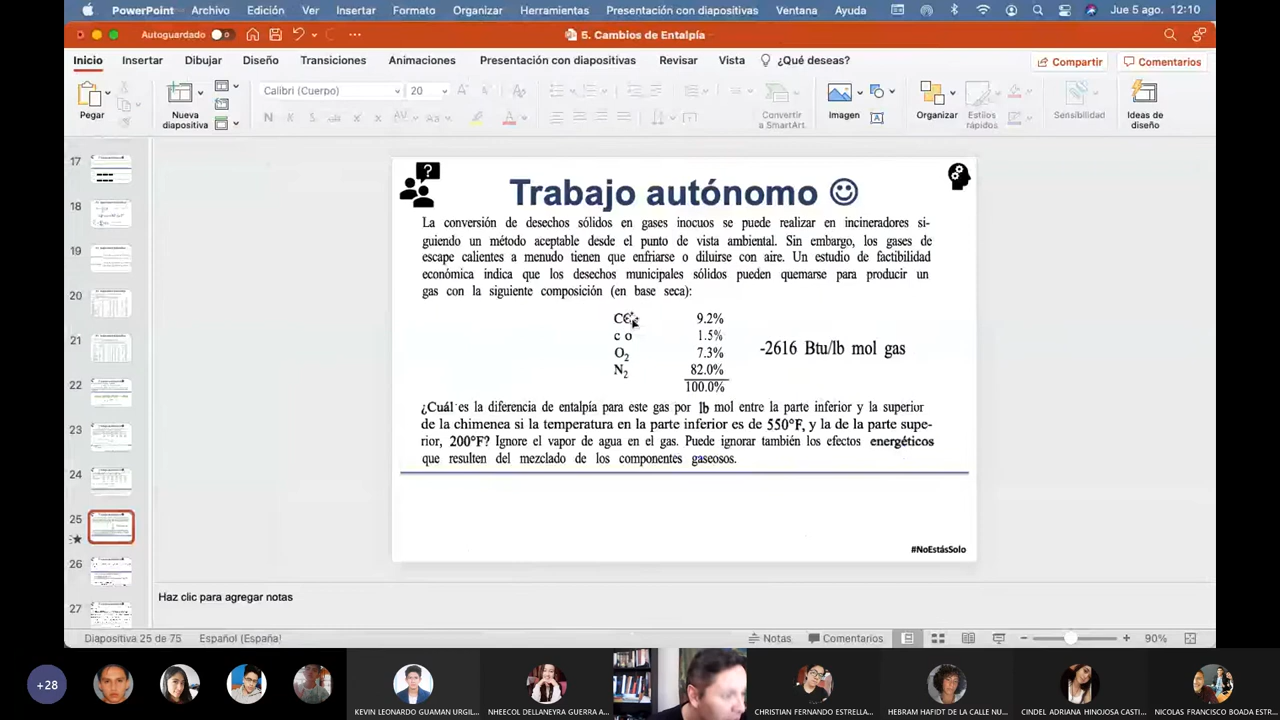 PowerPoint Archivo Edición Ver Insertar Formato Organizar Herramientas Presentación con diapositivas Ventana Ayuda Jue 5 ago. 12:10
Autoguardado 5. Cambios de Entalpía
Inicio Insertar Dibujar Diseño Transiciones Animaciones Presentación con diapositivas Revisar Vista ¿Qué deseas? Compartir Comentarios
Calibri (Cuerpo) 20
Pegar
Nueva diapositiva
Convertir a SmartArt
Imagen
Organizar
Estilos rápidos
Sensibilidad
Ideas de diseño
17
18
19
20
21
22
23
24
25
26
27
Trabajo autónomo
La conversión de desechos sólidos en gases inocuos se puede realizar en incineradores si-
guiendo un método aceptable desde el punto de vista ambiental. Sin embargo, los gases de
escape calientes a menudo tienen que enfriarse o diluirse con aire. Un estudio de factibilidad
económica indica que los desechos municipales sólidos pueden quemarse para producir un
gas con la siguiente composición (en base seca):
9.2%
c o 1.5%
O₂ 7.3%
-2616 Btu/lb mol gas
N₂ 82.0%
100.0%
¿Cuál es la diferencia de entalpía para este gas por lb mol entre la parte inferior y la superior
de la chimenea si la temperatura en la parte inferior es de 550°F, y la de la parte supe-
rior, 200°F? Ignore el vapor de agua en el gas. Puede ignorar también los efectos energéticos
que resulten del mezclado de los componentes gaseosos.
#NoEstásSolo
Haz clic para agregar notas
Diapositiva 25 de 75 Español (España) Notas Comentarios 90%
+28
KEVIN LEONARDO GUAMAN URGIL...
NHEECOL DELLANEYRA GUERRA A...
CHRISTIAN FERNANDO ESTRELLA...
HEBRAM HAFIDT DE LA CALLE NU...
CINDEL ADRIANA HINOJOSA CASTI...
NICOLAS FRANCISCO BOADA ESTR...